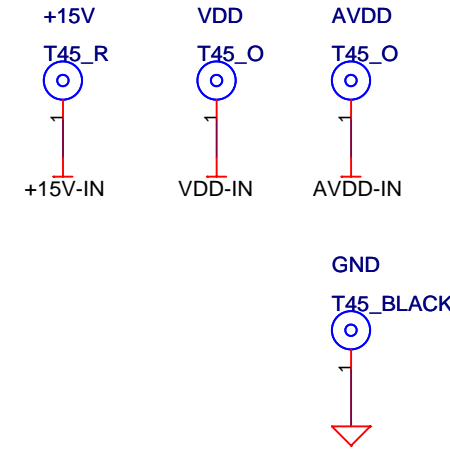 +15V VDD AVDD
T45_R T45_O T45_O
1 1 1
+15V-IN VDD-IN AVDD-IN
GND
T45_BLACK
1